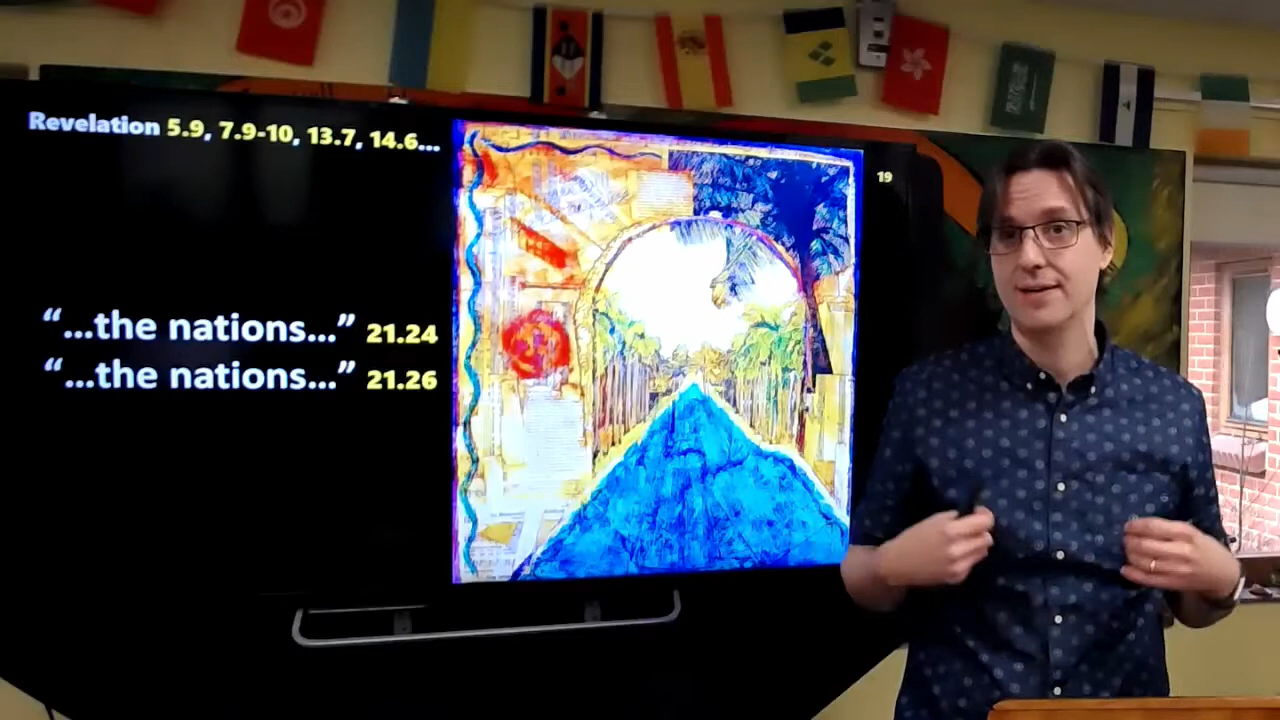 Revelation 5.9, 7.9-10, 13.7, 14.6...
19
“...the nations...” 21.24
“...the nations...” 21.26